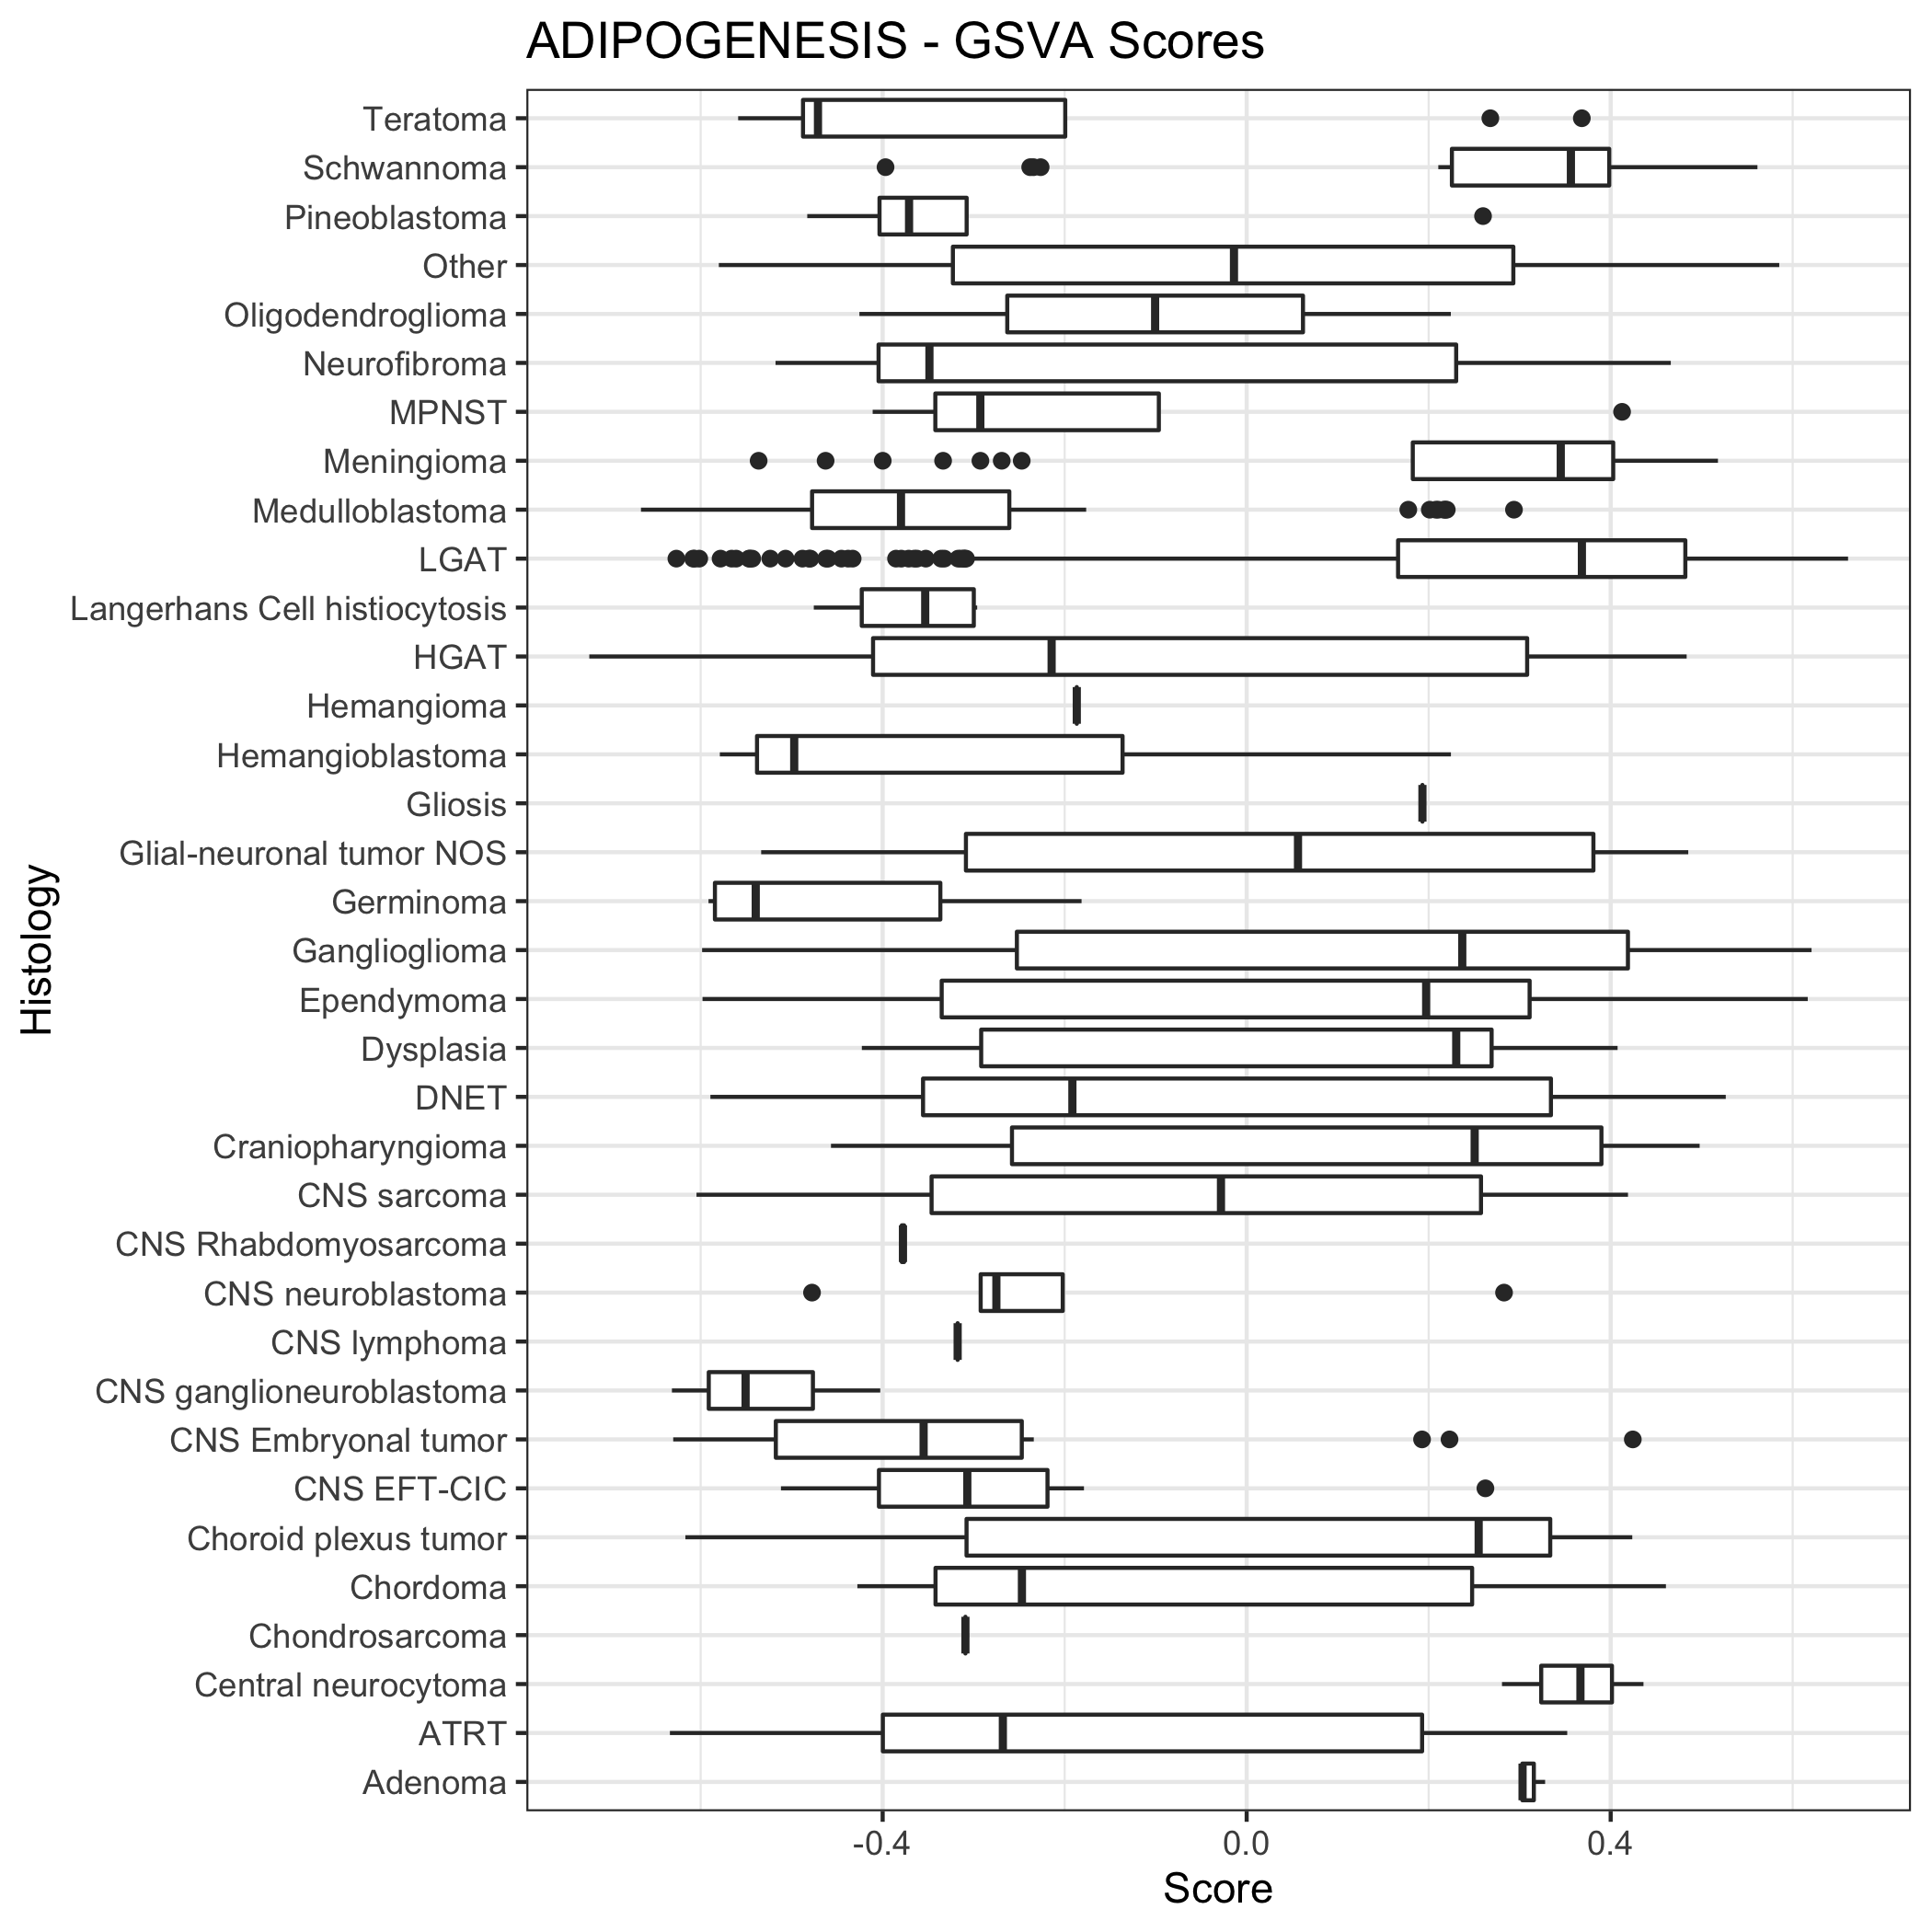 ADIPOGENESIS - GSVA Scores
Teratoma
Schwannoma
Pineoblastoma
Other
Oligodendroglioma
Neurofibroma
MPNST
Meningioma
Medulloblastoma
LGAT
Langerhans Cell histiocytosis
HGAT
Hemangioma
Hemangioblastoma
Gliosis
Glial-neuronal tumor NOS
Germinoma
Ganglioglioma
Ependymoma
Dysplasia
DNET
Craniopharyngioma
CNS sarcoma
CNS Rhabdomyosarcoma
CNS neuroblastoma
CNS lymphoma
CNS ganglioneuroblastoma
CNS Embryonal tumor
CNS EFT-CIC
Choroid plexus tumor
Chordoma
Chondrosarcoma
Central neurocytoma
ATRT
Adenoma
Histology
-0.4 0.0 0.4
Score